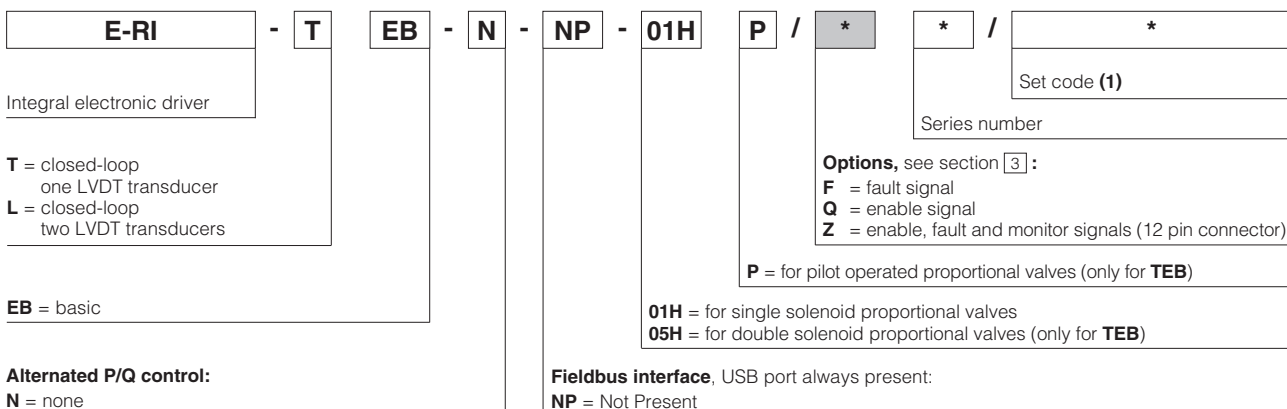 E-RI - T EB - N - NP - 01H P / * * / *
Set code (1)
Integral electronic driver
Series number
T = closed-loop
one LVDT transducer
L = closed-loop
two LVDT transducers
Options, see section 3 :
F = fault signal
Q = enable signal
Z = enable, fault and monitor signals (12 pin connector)
P = for pilot operated proportional valves (only for TEB)
EB = basic
01H = for single solenoid proportional valves
05H = for double solenoid proportional valves (only for TEB)
Alternated P/Q control:
N = none
Fieldbus interface, USB port always present:
NP = Not Present